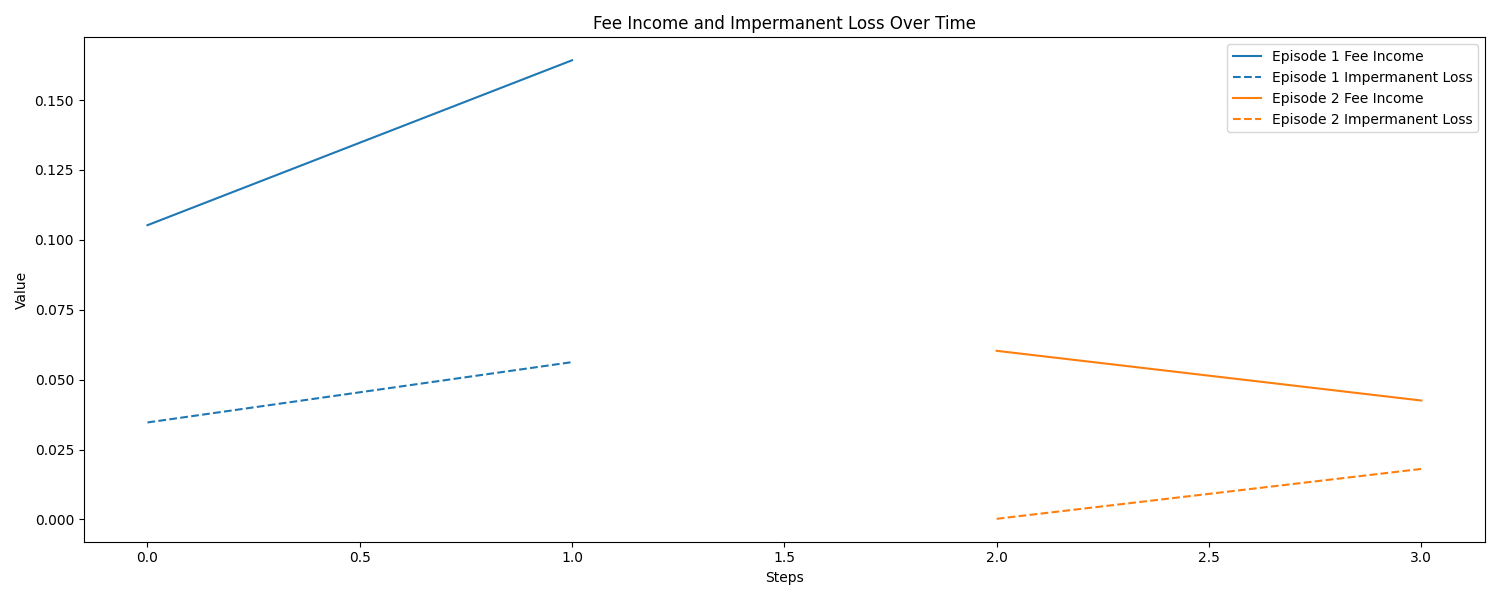 Fee Income and Impermanent Loss Over Time
Episode 1 Fee Income
Episode 1 Impermanent Loss
Episode 2 Fee Income
Episode 2 Impermanent Loss
Value
0.150
0.125
0.100
0.075
0.050
0.025
0.000
0.0 0.5 1.0 1.5 2.0 2.5 3.0
Steps